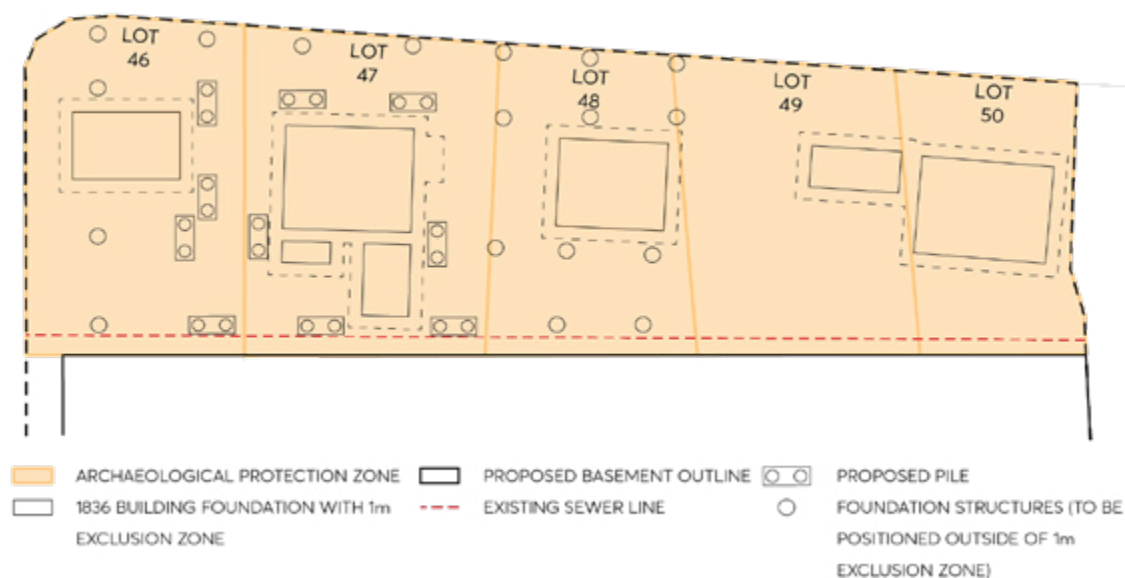 LOT
46
LOT
47
LOT
48
LOT
49
LOT
50
ARCHAEOLOGICAL PROTECTION ZONE
1836 BUILDING FOUNDATION WITH 1m
EXCLUSION ZONE
PROPOSED BASEMENT OUTLINE
EXISTING SEWER LINE
PROPOSED PILE
FOUNDATION STRUCTURES (TO BE
POSITIONED OUTSIDE OF 1m
EXCLUSION ZONE)